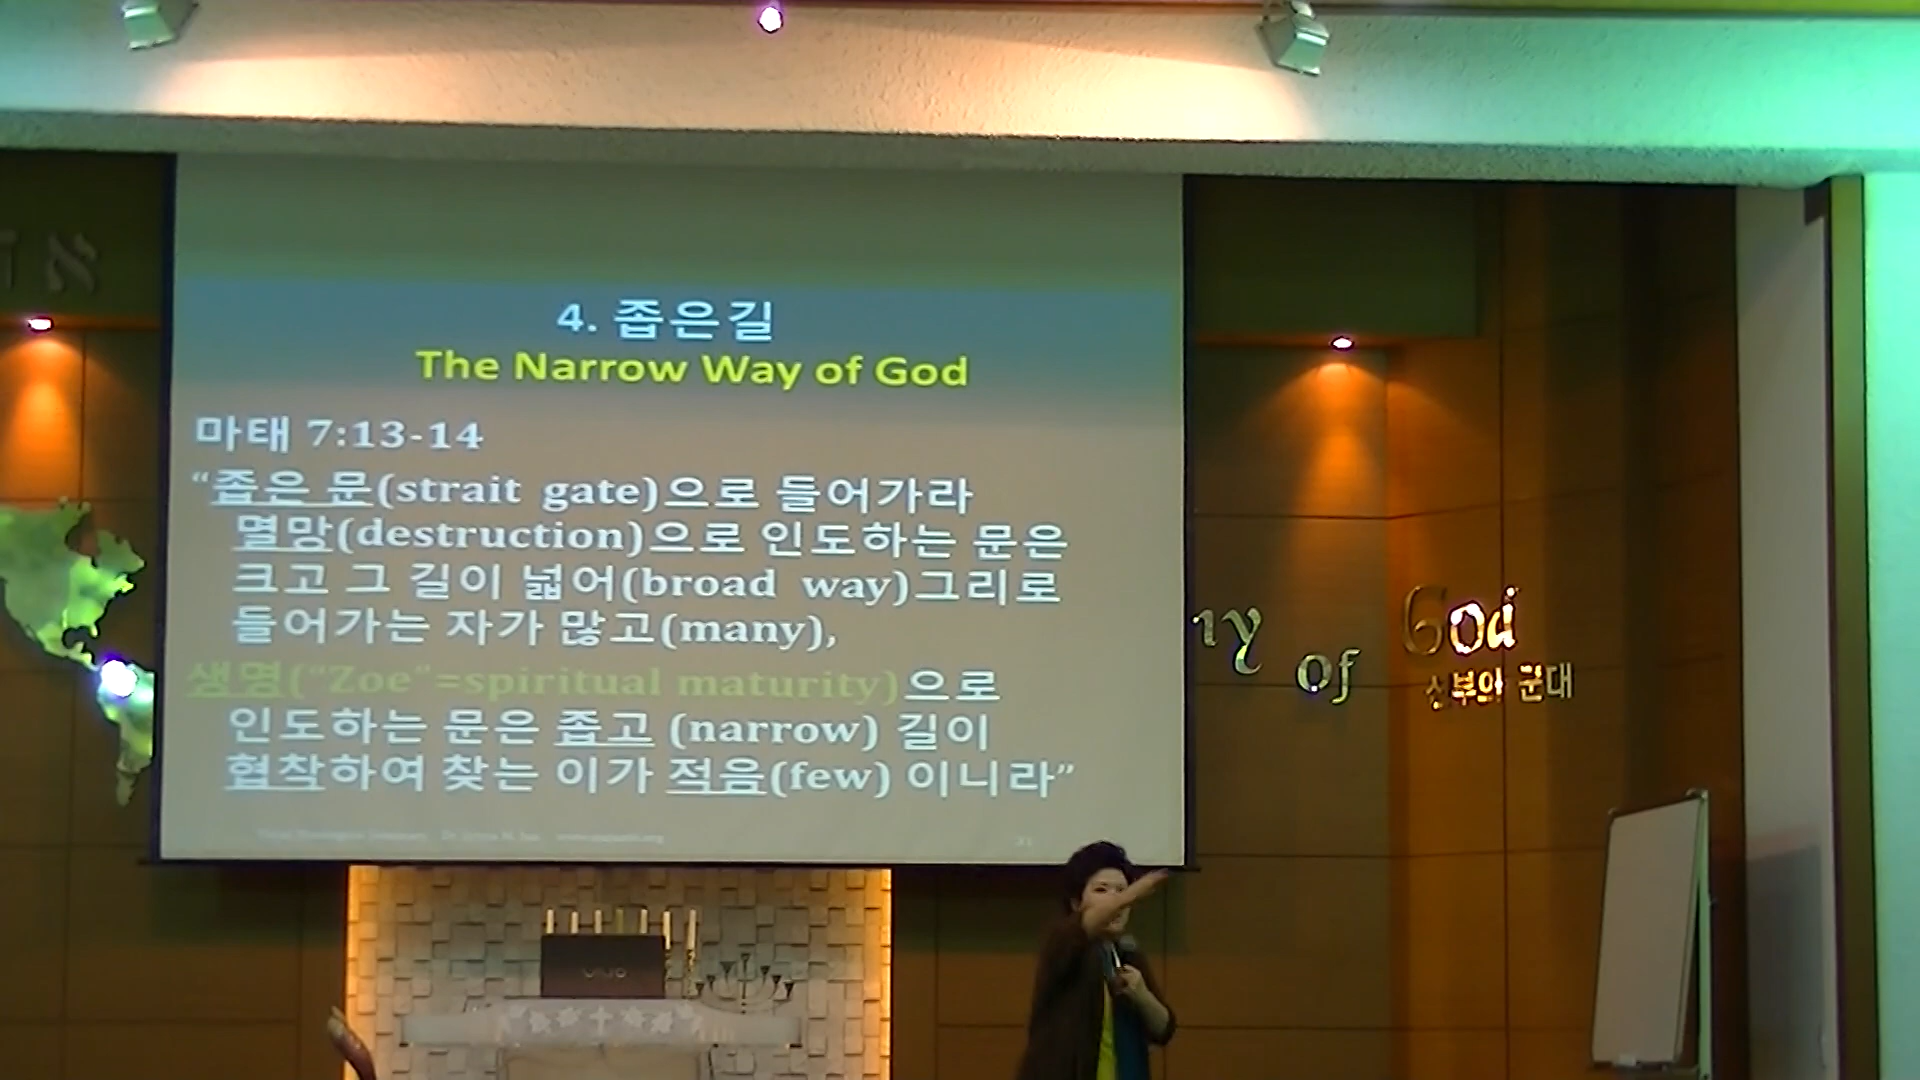 4. 좁은길
The Narrow Way of God
마태 7:13-14
“좁은 문(strait gate)으로 들어가라
멸망(destruction)으로 인도하는 문은
크고 그 길이 넓어(broad way)그리로
들어가는 자가 많고(many),
생명(“Zoe“=spiritual maturity)으로
인도하는 문은 좁고 (narrow) 길이
협착하여 찾는 이가 적음(few) 이니라”
of God
신부의 군대
א
VAIO